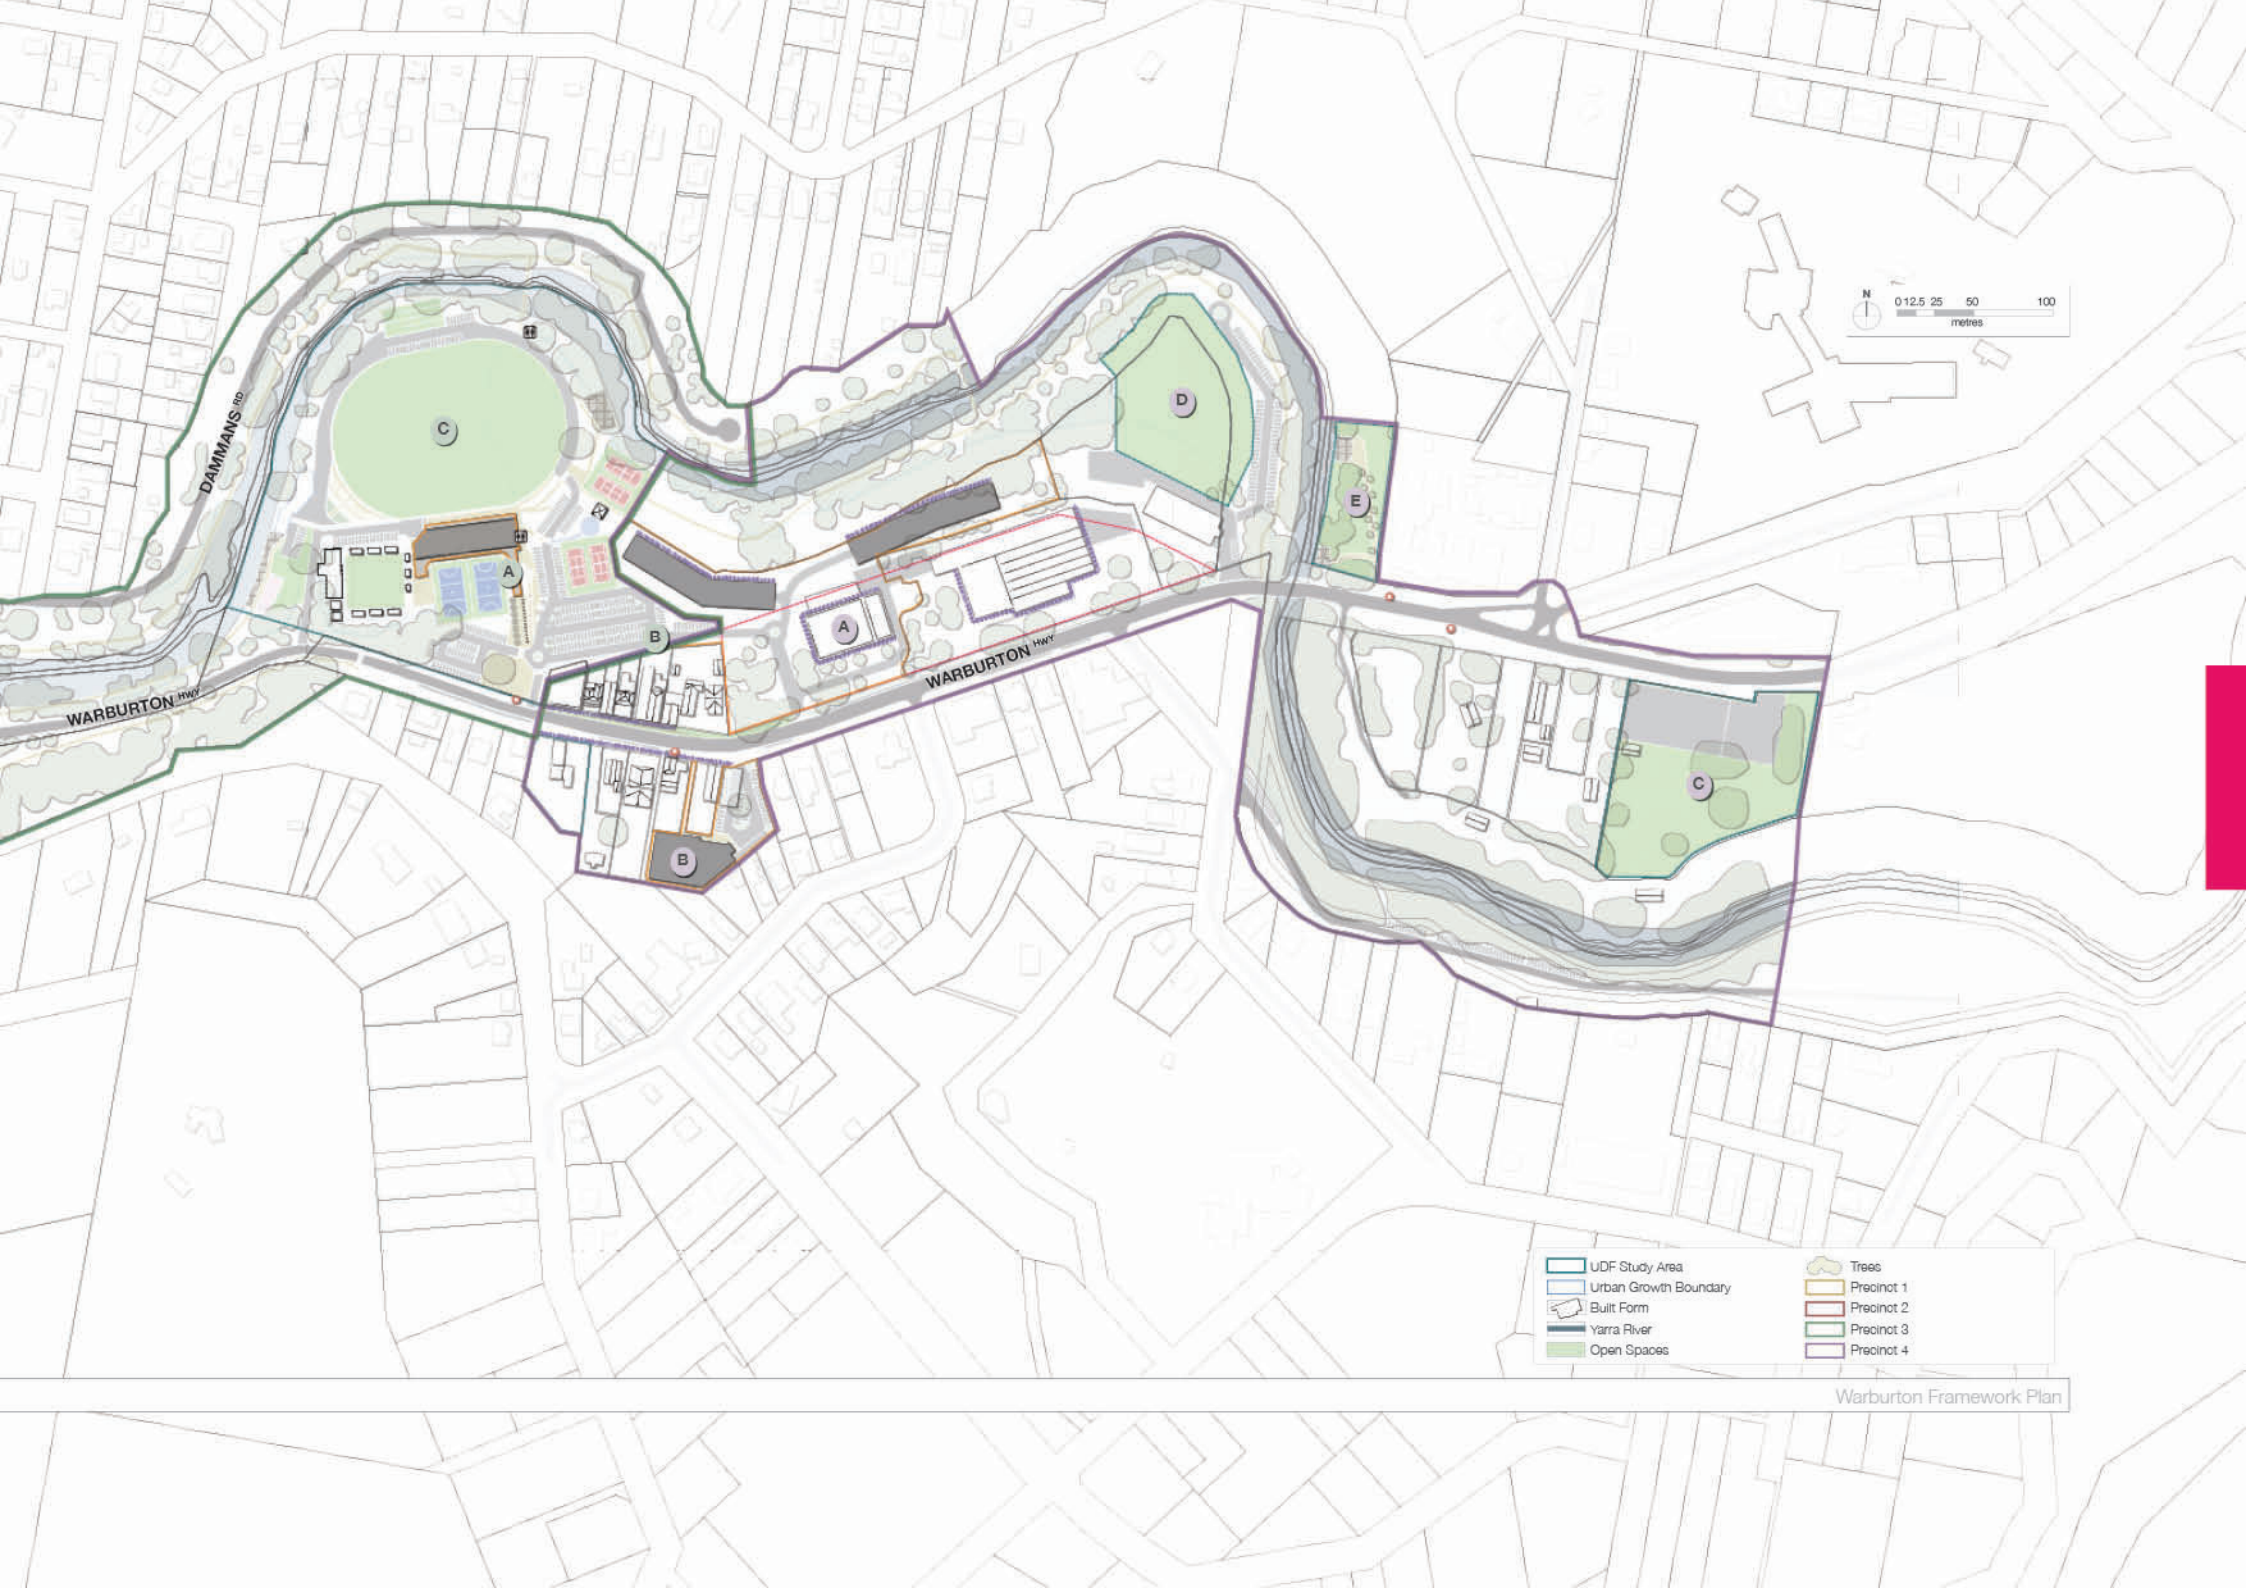 N
0 12.5 25 50 100
metres
D
C
DAMMANS RD
E
A
A
B
WARBURTON HWY
WARBURTON HWY
C
B
UDF Study Area
Urban Growth Boundary
Built Form
Yarra River
Open Spaces
Trees
Precinct 1
Precinct 2
Precinct 3
Precinct 4
Warburton Framework Plan